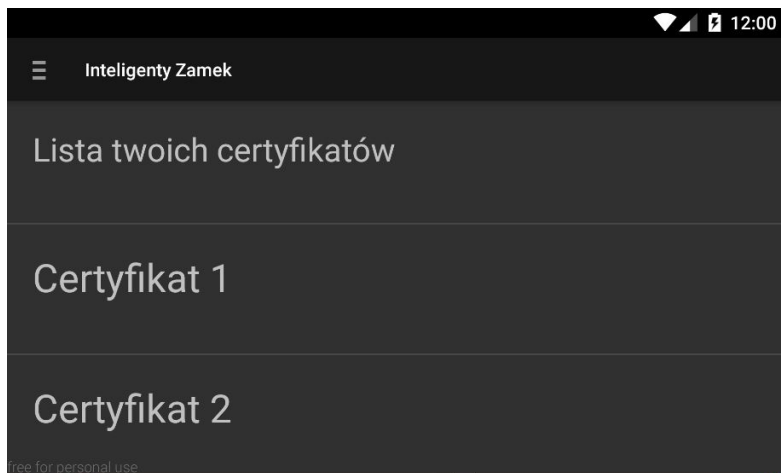 12:00
Inteligenty Zamek
Lista twoich certyfikatów
Certyfikat 1
Certyfikat 2
free for personal use